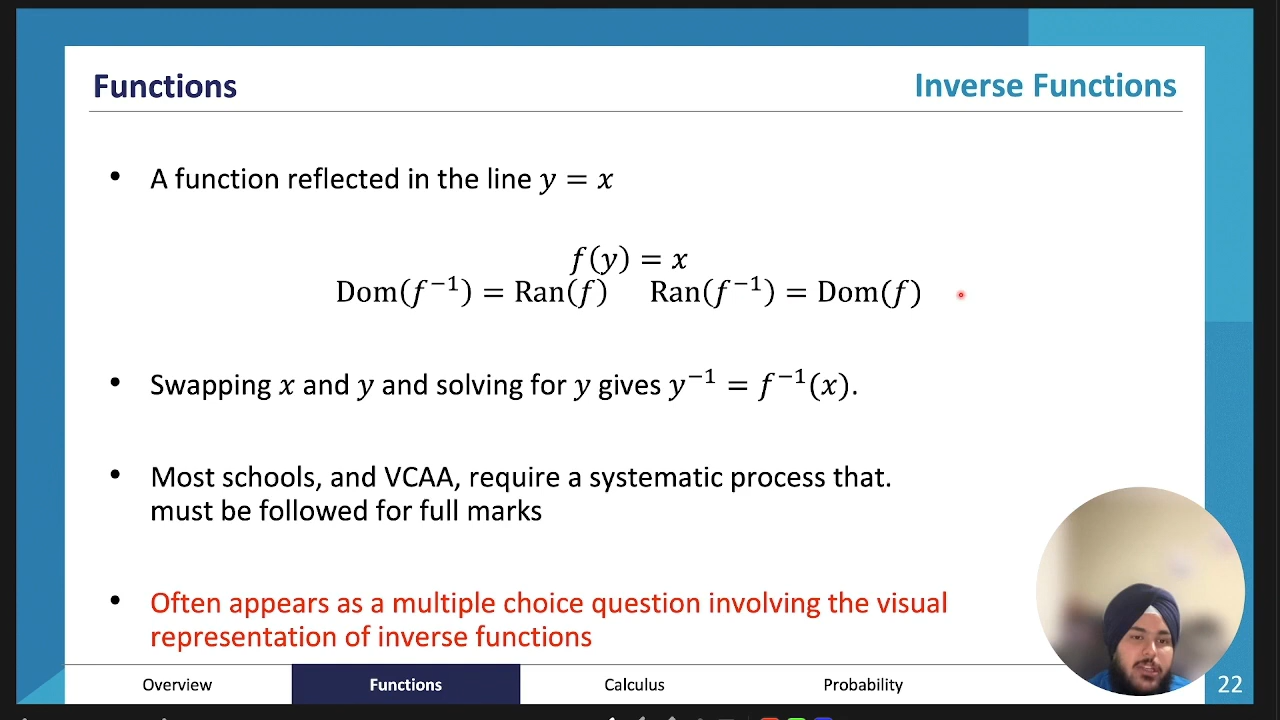 Functions
Inverse Functions
• A function reflected in the line y = x
f(y) = x
Dom(f⁻¹) = Ran(f) Ran(f⁻¹) = Dom(f)
• Swapping x and y and solving for y gives y⁻¹ = f⁻¹(x).
• Most schools, and VCAA, require a systematic process that.
must be followed for full marks
• Often appears as a multiple choice question involving the visual
representation of inverse functions
Overview Functions Calculus Probability 22